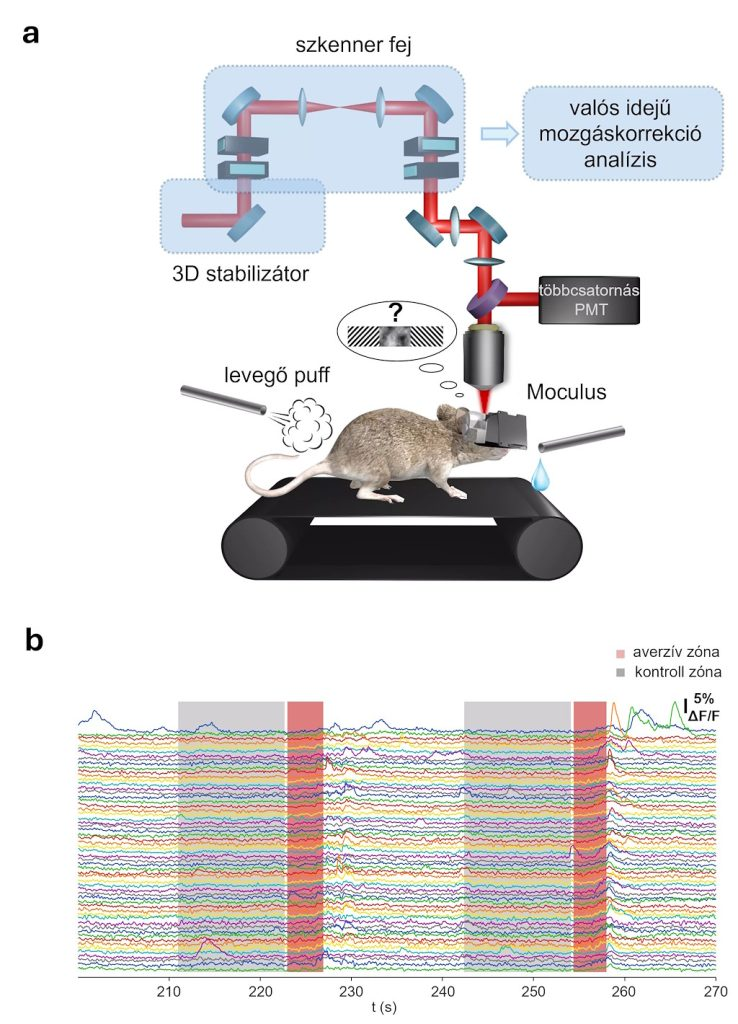 a
szkenner fej
valós idejű
mozgáskorrekció
analízis
3D stabilizátor
többcsatornás
PMT
?
levegő puff
Moculus
b
averzív zóna
kontroll zóna
5%
ΔF/F
210 220 230 240 250 260 270
t (s)